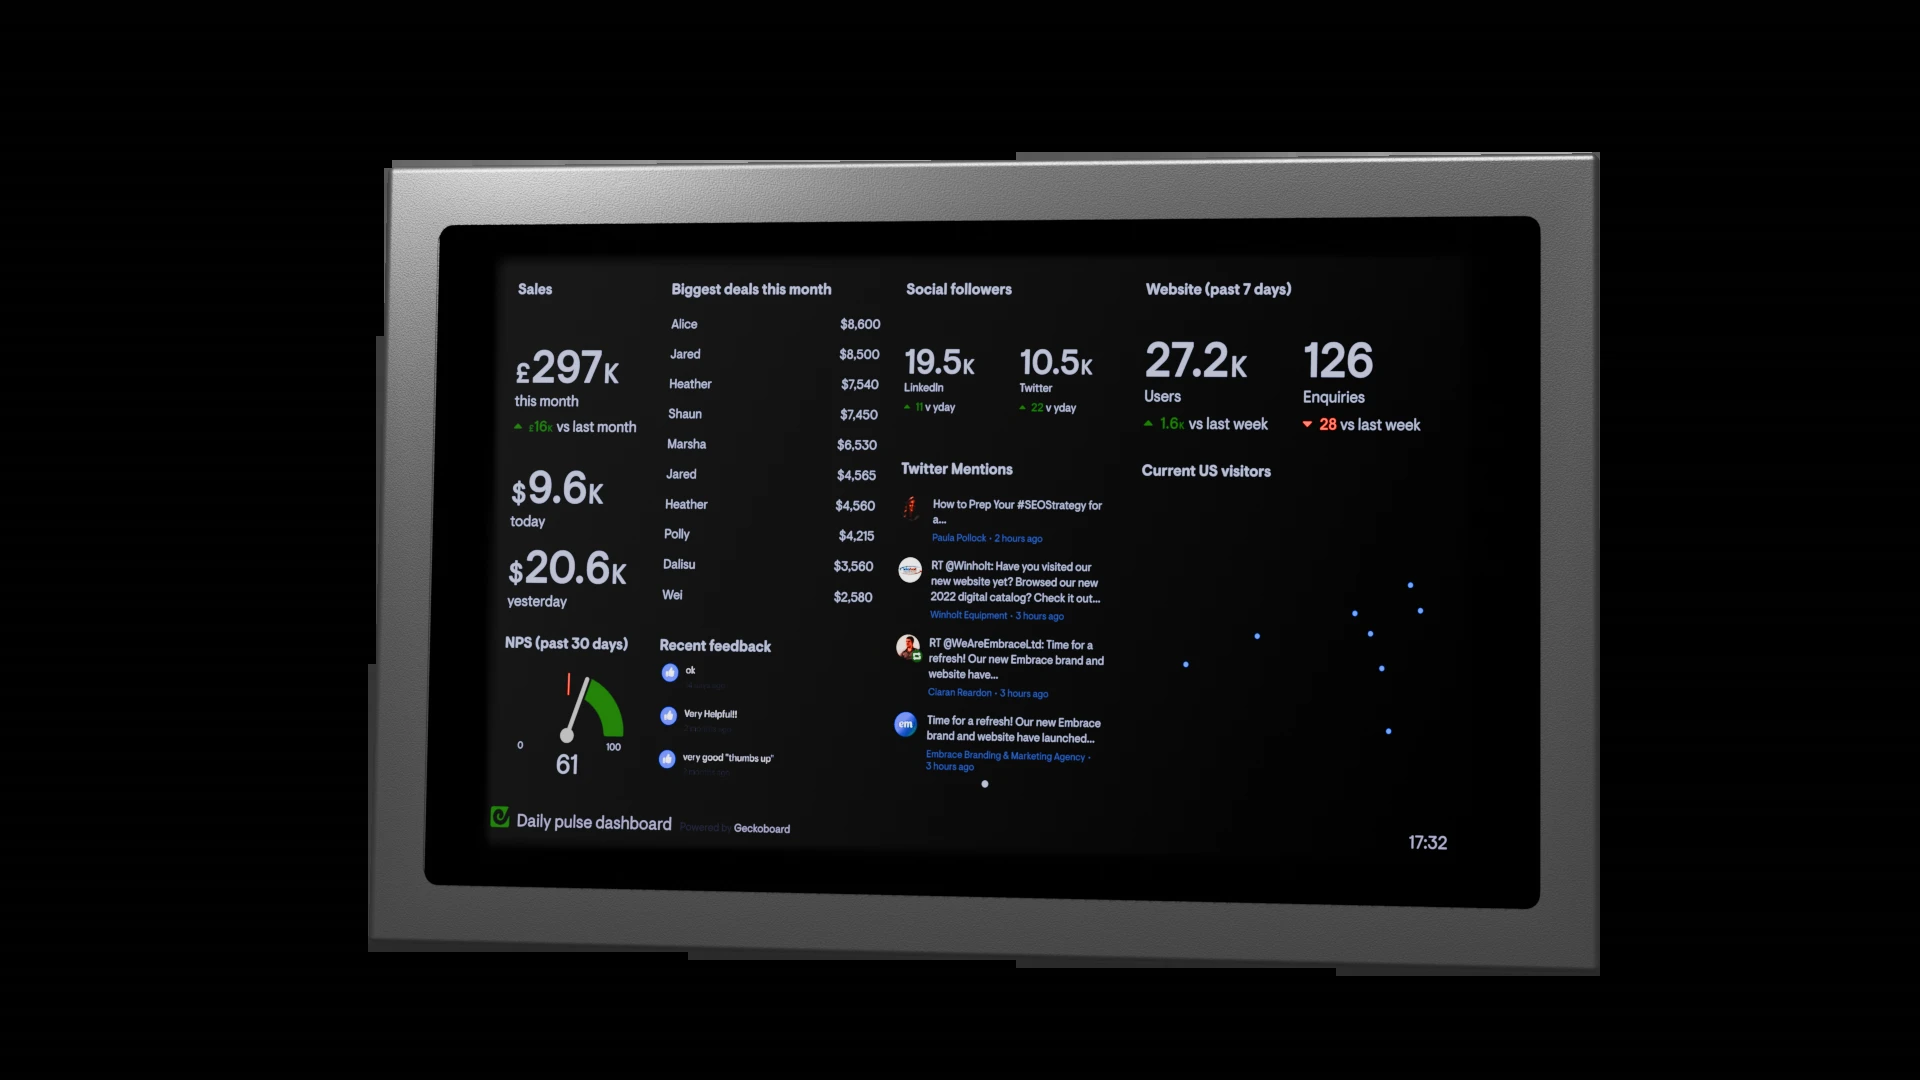 Sales
£297K
this month
£16K vs last month
$9.6K
today
$20.6K
yesterday
NPS (past 30 days)
0
100
61
Biggest deals this month
Alice $8,600
Jared $8,500
Heather $7,540
Shaun $7,450
Marsha $6,530
Jared $4,565
Heather $4,560
Polly $4,215
Dalisu $3,560
Wei $2,580
Recent feedback
ok
Very Helpful!!
very good "thumbs up"
Social followers
19.5K
LinkedIn
11 v yday
10.5K
Twitter
22 v yday
Twitter Mentions
How to Prep Your #SEOStrategy for
a...
Paula Pollock · 2 hours ago
RT @Winholt: Have you visited our
new website yet? Browsed our new
2022 digital catalog? Check it out...
Winholt Equipment · 3 hours ago
RT @WeAreEmbraceLtd: Time for a
refresh! Our new Embrace brand and
website have...
Ciaran Reardon · 3 hours ago
em
Time for a refresh! Our new Embrace
brand and website have launched...
Embrace Branding & Marketing Agency ·
3 hours ago
Website (past 7 days)
27.2K
Users
1.6K vs last week
126
Enquiries
28 vs last week
Current US visitors
Daily pulse dashboard
Powered by Geckoboard
17:32